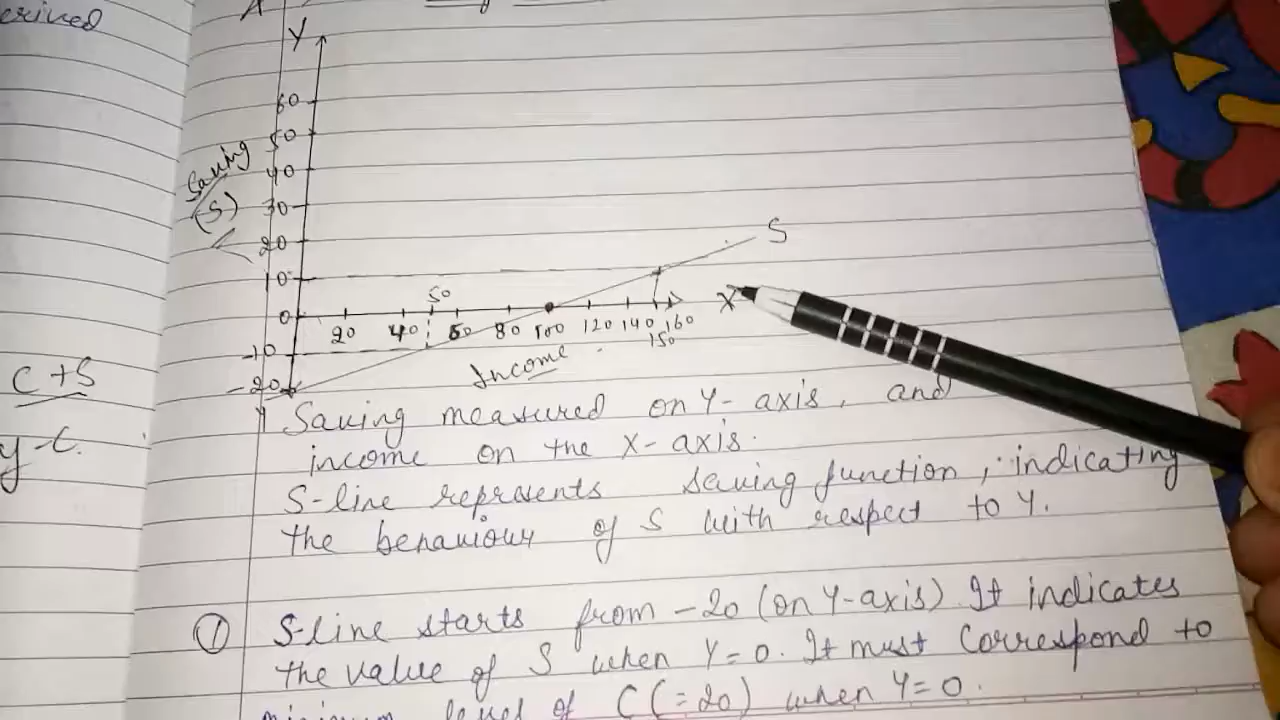 erived
Y
60
50
Saving
40
(S)
30
20
S
10
50
X
0
20 40 60 80 100 120 140 160
150
-10
Income
-20
C+S
Saving measured on Y-axis, and
y-C.
income on the X-axis.
S-line represents saving function, indicating
the behaviour of S with respect to Y.
① S-line starts from -20 (on Y-axis) It indicates
the value of S when Y=0. It must correspond to
minimum level of C(=20) when Y=0.